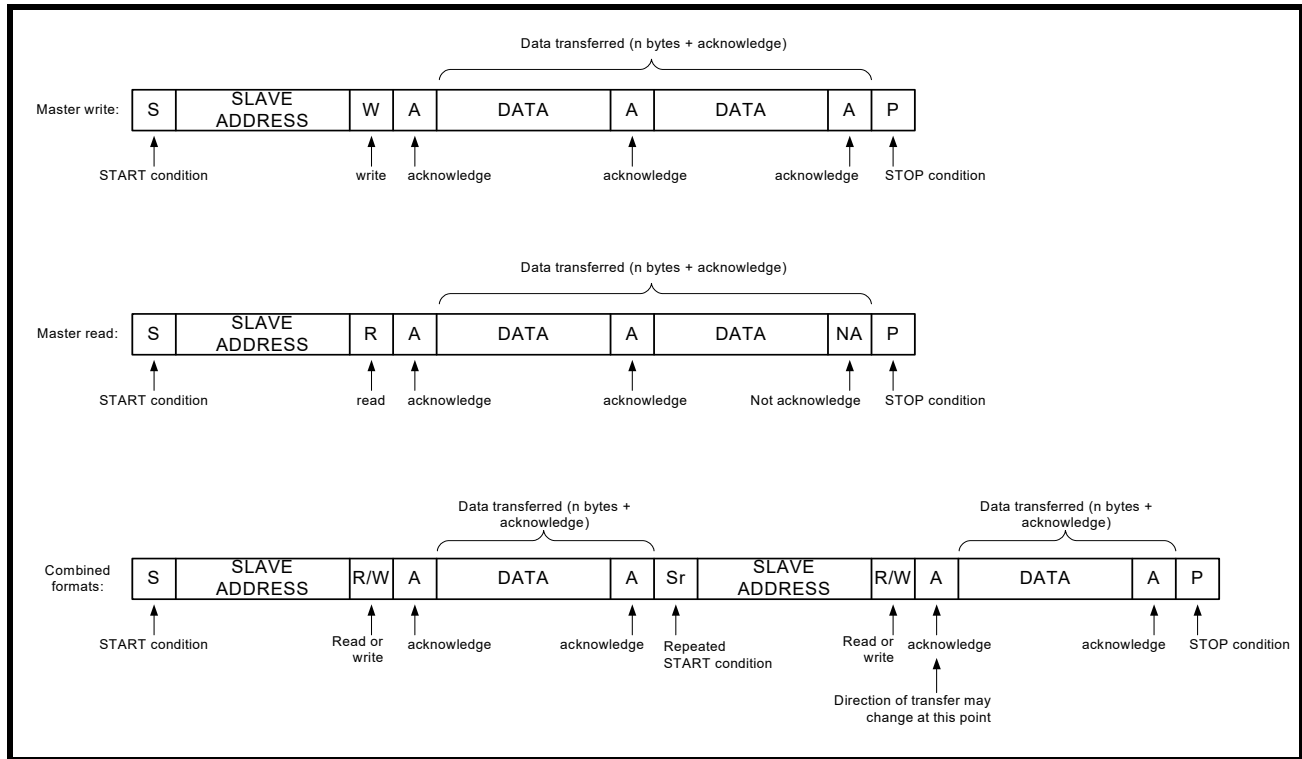 Data transferred (n bytes + acknowledge)
Master write:
S
SLAVE
ADDRESS
W
A
DATA
A
DATA
A
P
START condition
write
acknowledge
acknowledge
acknowledge
STOP condition
Data transferred (n bytes + acknowledge)
Master read:
S
SLAVE
ADDRESS
R
A
DATA
A
DATA
NA
P
START condition
read
acknowledge
acknowledge
Not acknowledge
STOP condition
Data transferred (n bytes +
acknowledge)
Data transferred (n bytes +
acknowledge)
Combined
formats:
S
SLAVE
ADDRESS
R/W
A
DATA
A
Sr
SLAVE
ADDRESS
R/W
A
DATA
A
P
START condition
Read or
write
acknowledge
acknowledge
Repeated
START condition
Read or
write
acknowledge
acknowledge
STOP condition
Direction of transfer may
change at this point